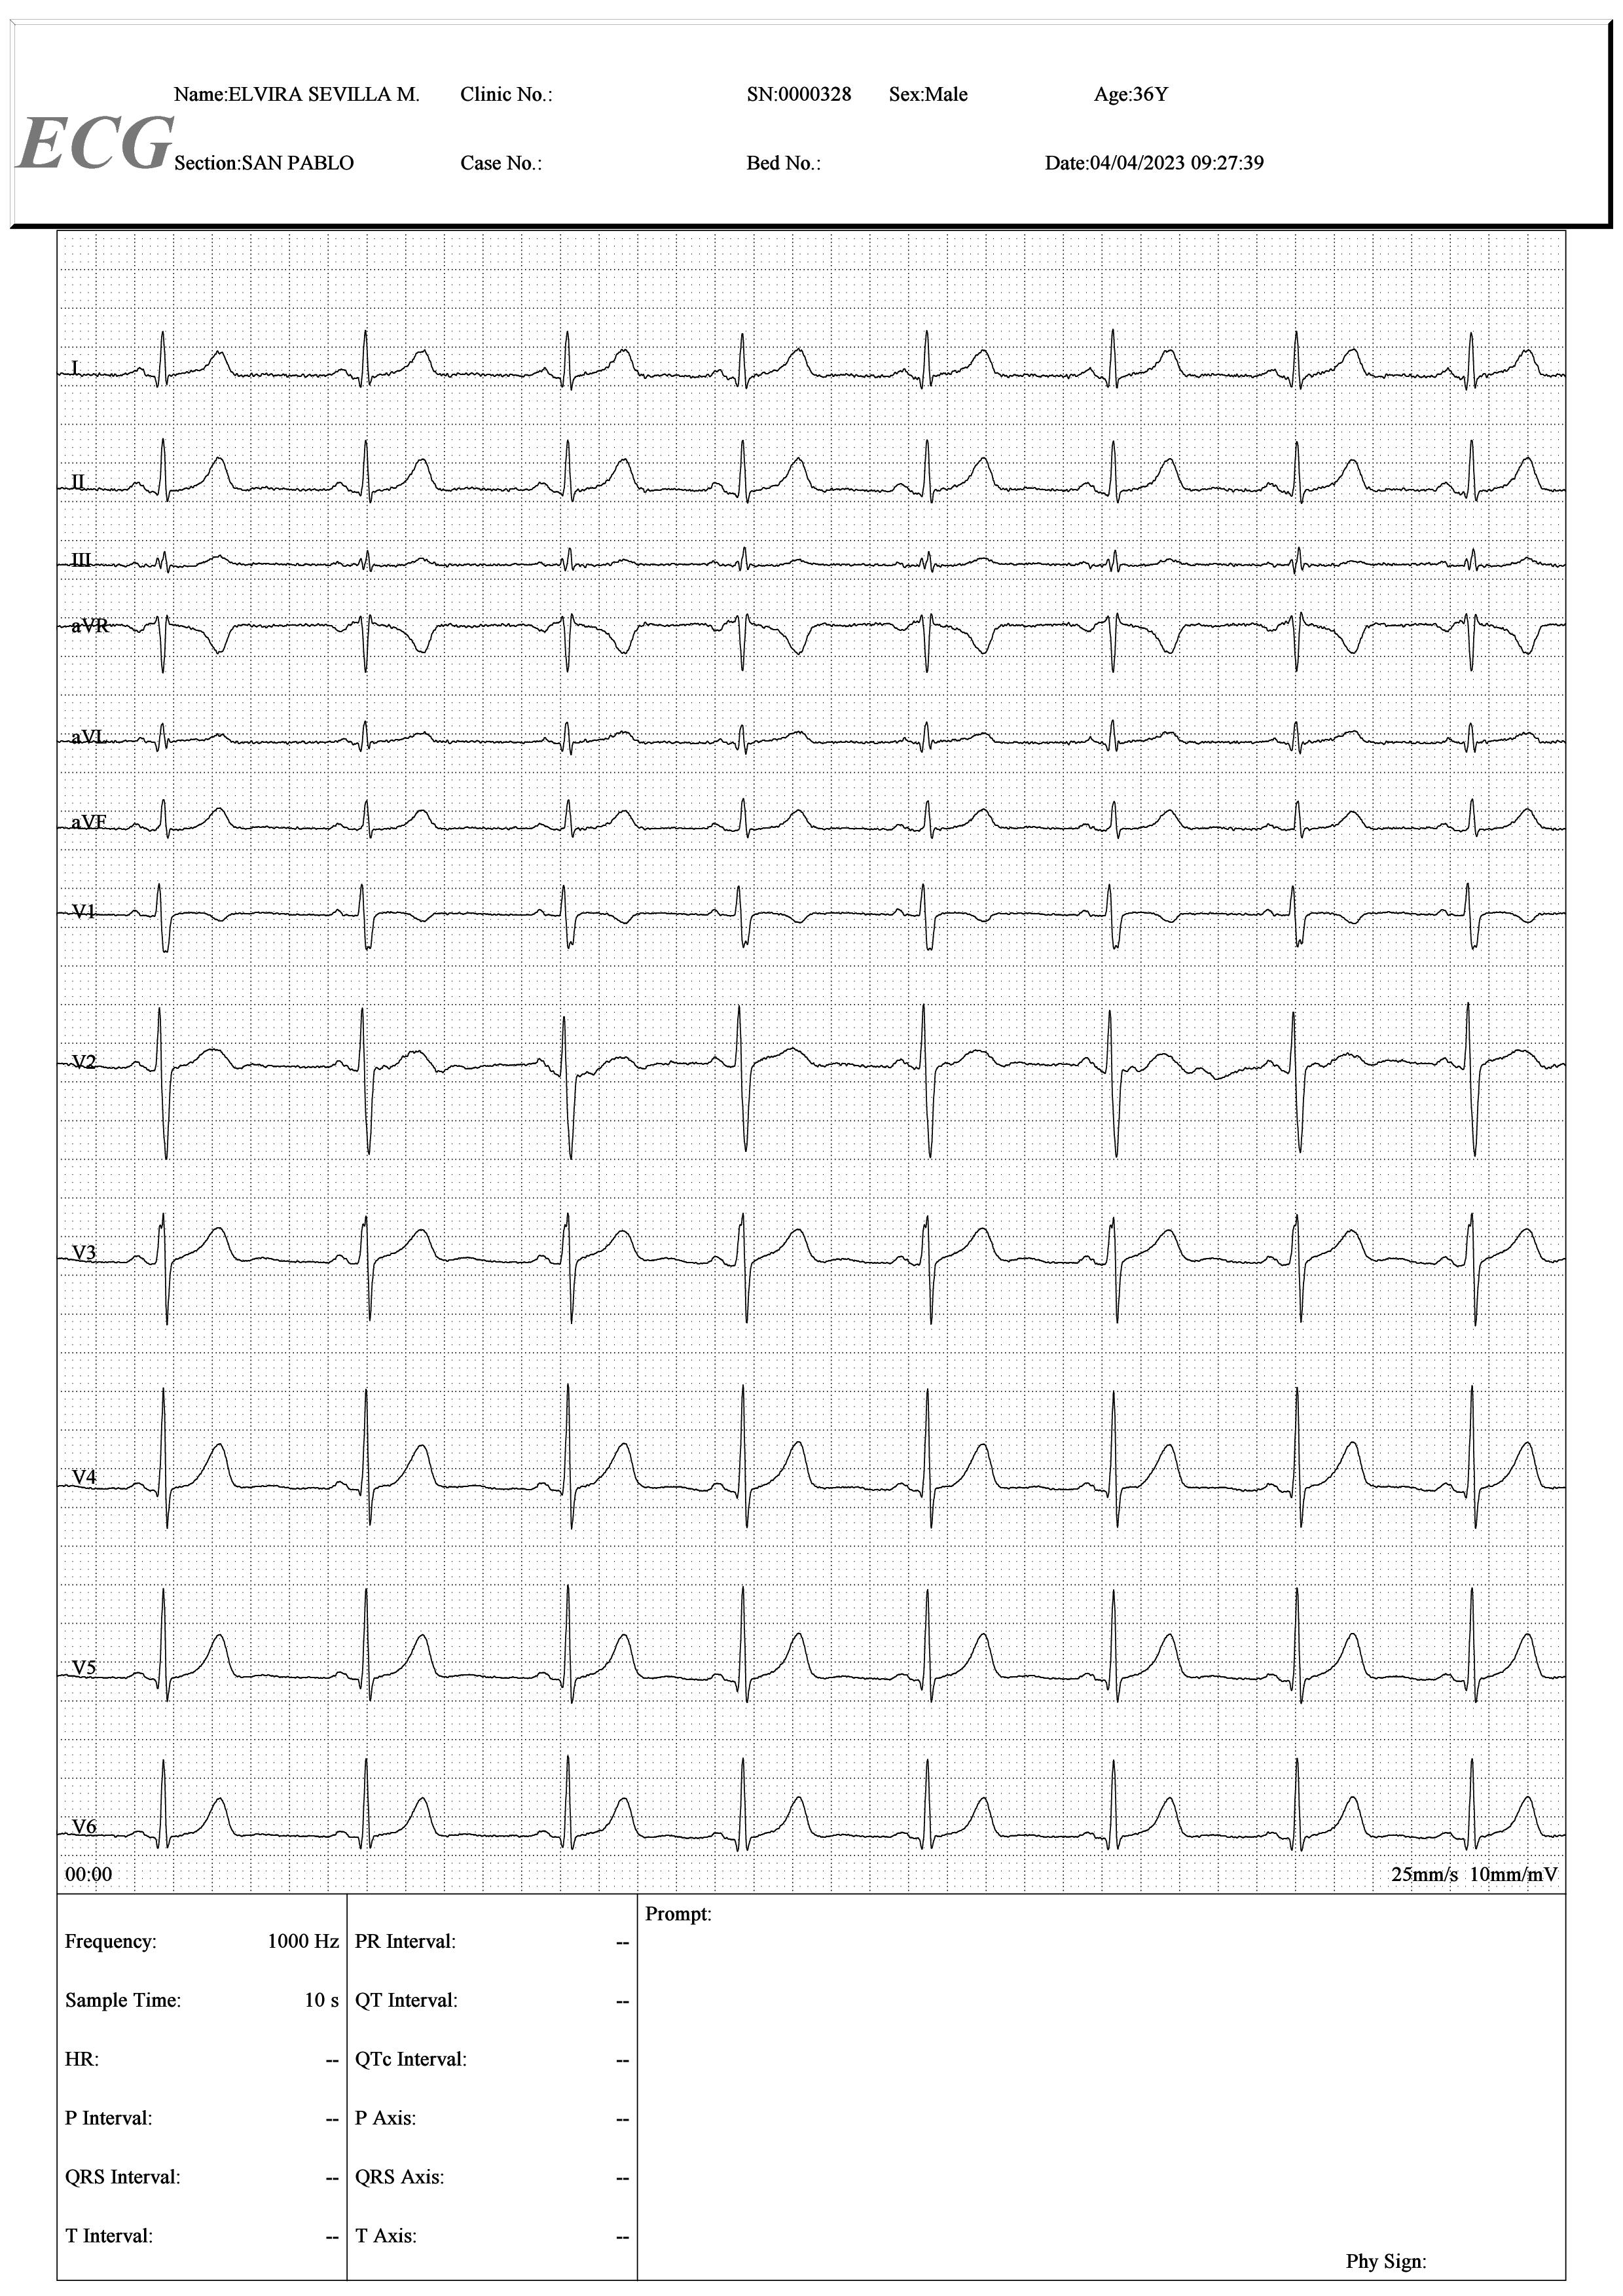 ECG
Name:ELVIRA SEVILLA M. Clinic No.: SN:0000328 Sex:Male Age:36Y
Section:SAN PABLO Case No.: Bed No.: Date:04/04/2023 09:27:39
I
II
III
aVR
aVL
aVF
V1
V2
V3
V4
V5
V6
00:00 25mm/s 10mm/mV
Frequency: 1000 Hz
Sample Time: 10 s
HR: --
P Interval: --
QRS Interval: --
T Interval: --
PR Interval: --
QT Interval: --
QTc Interval: --
P Axis: --
QRS Axis: --
T Axis: --
Prompt:
Phy Sign: